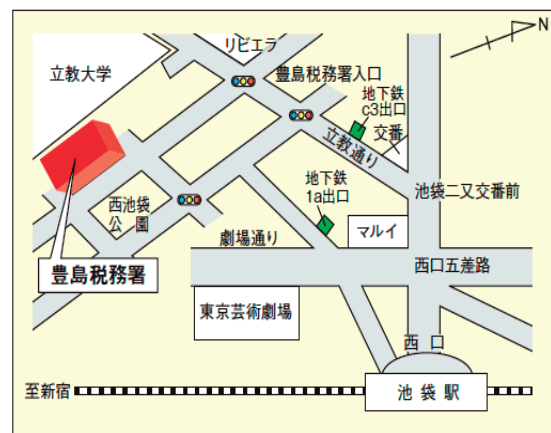 N
リビエラ
立教大学
豊島税務署入口
地下鉄
c3出口
交番
立教通り
池袋二又交番前
西池袋
公園
地下鉄
1a出口
マルイ
劇場通り
西口五差路
豊島税務署
東京芸術劇場
西口
至新宿
池袋駅